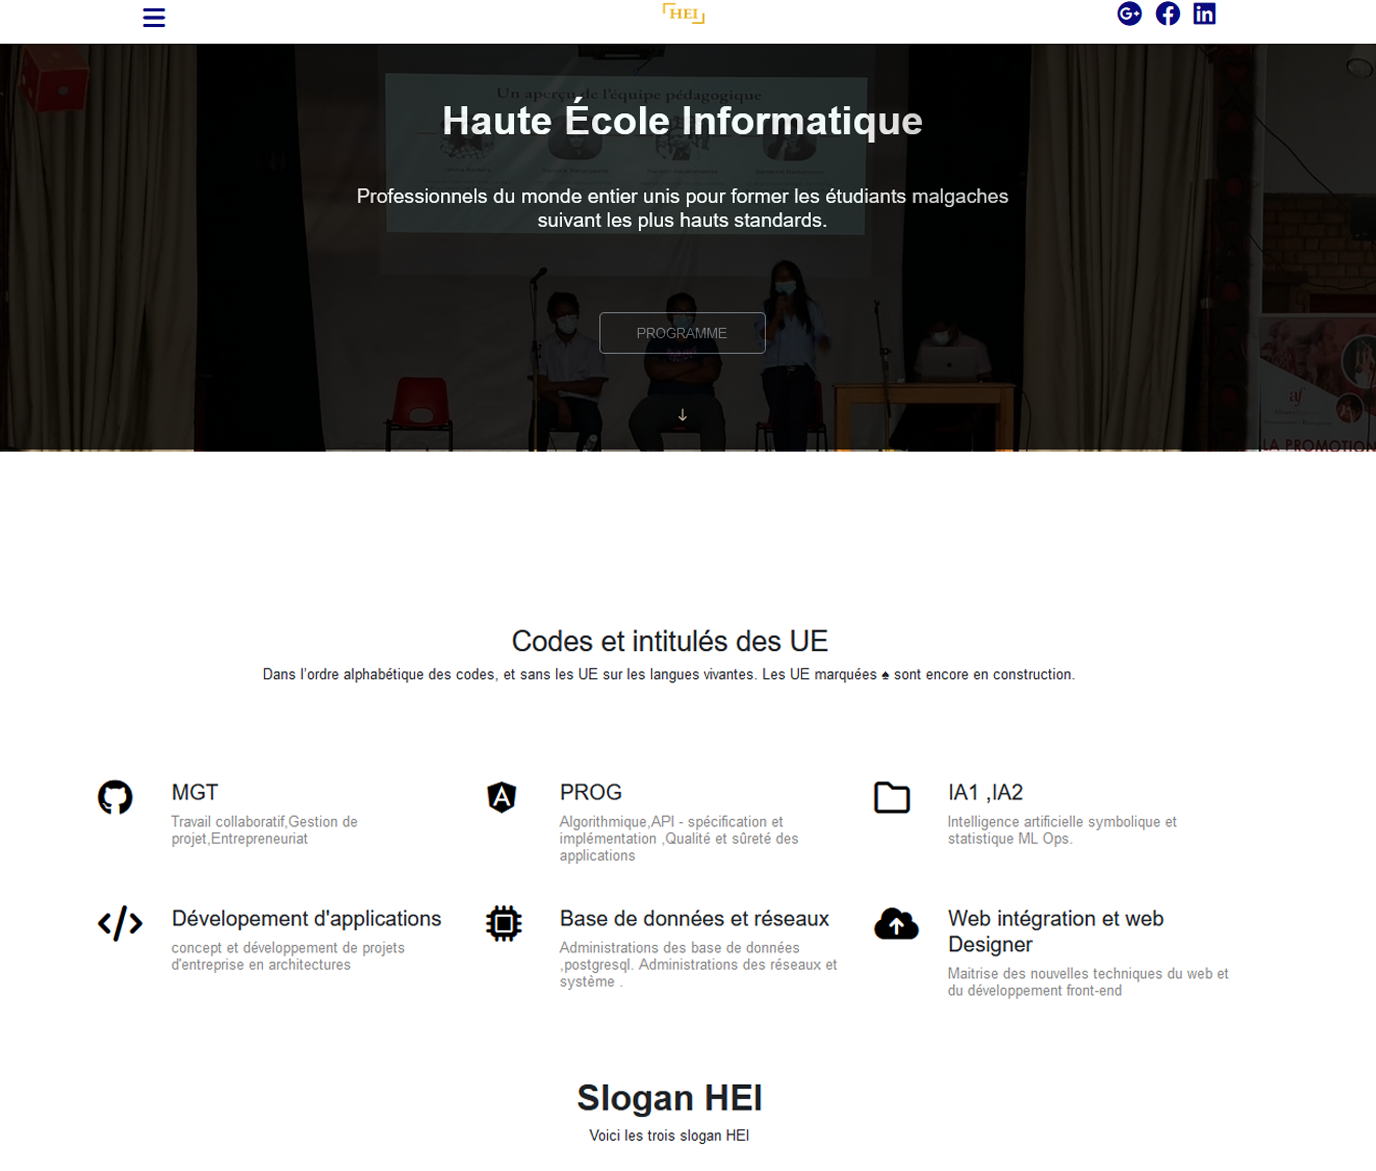 HEI
Un aperçu de l'équipe pédagogique
Haute École Informatique
Professionnels du monde entier unis pour former les étudiants malgaches
suivant les plus hauts standards.
PROGRAMME
af
LA PROMOTION
Codes et intitulés des UE
Dans l'ordre alphabétique des codes, et sans les UE sur les langues vivantes. Les UE marquées ♠ sont encore en construction.
MGT
Travail collaboratif,Gestion de
projet,Entrepreneuriat
PROG
Algorithmique,API - spécification et
implémentation ,Qualité et sûreté des
applications
IA1 ,IA2
Intelligence artificielle symbolique et
statistique ML Ops.
Dévelopement d'applications
concept et développement de projets
d'entreprise en architectures
Base de données et réseaux
Administrations des base de données
,postgresql. Administrations des réseaux et
système .
Web intégration et web
Designer
Maitrise des nouvelles techniques du web et
du développement front-end
Slogan HEI
Voici les trois slogan HEI